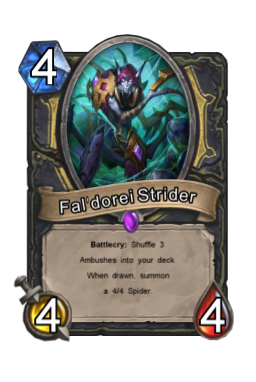 4
Fal'dorei Strider
Battlecry: Shuffle 3
Ambushes into your deck
When drawn, summon
a 4/4 Spider.
4
4